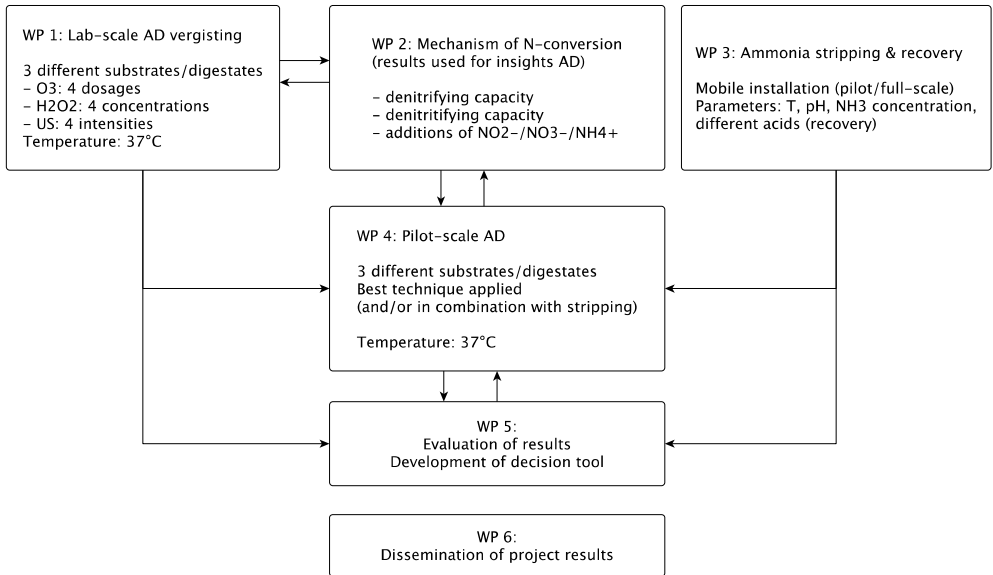 WP 1: Lab-scale AD vergisting
3 different substrates/digestates
- O3: 4 dosages
- H2O2: 4 concentrations
- US: 4 intensities
Temperature: 37°C
WP 2: Mechanism of N-conversion
(results used for insights AD)
- denitrifying capacity
- denitritifying capacity
- additions of NO2-/NO3-/NH4+
WP 3: Ammonia stripping & recovery
Mobile installation (pilot/full-scale)
Parameters: T, pH, NH3 concentration,
different acids (recovery)
WP 4: Pilot-scale AD
3 different substrates/digestates
Best technique applied
(and/or in combination with stripping)
Temperature: 37°C
WP 5:
Evaluation of results
Development of decision tool
WP 6:
Dissemination of project results